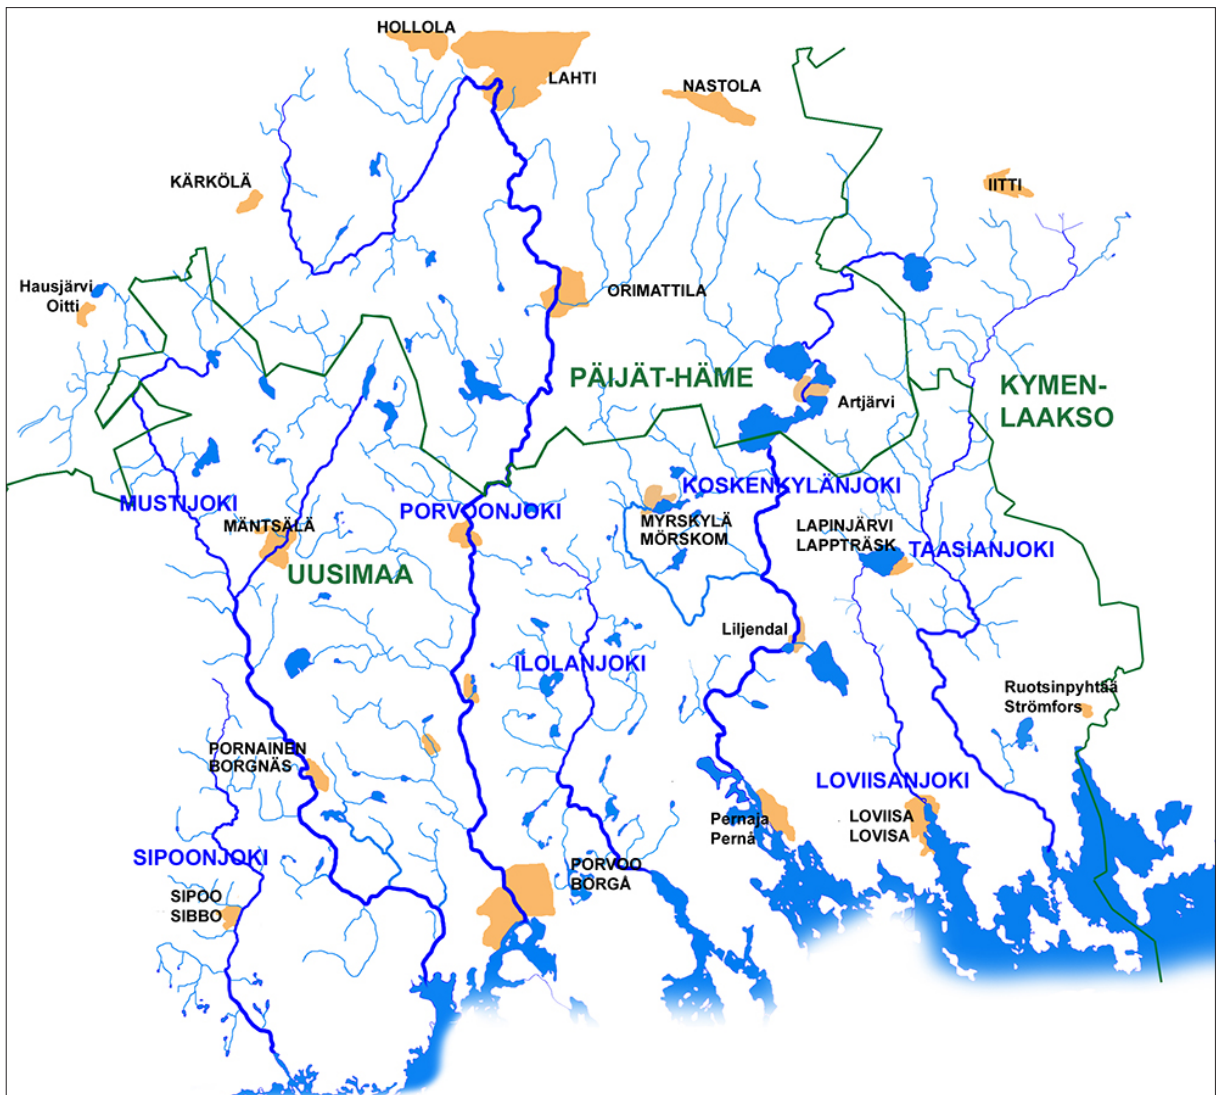 HOLLOLA
LAHTI
NASTOLA
KÄRKÖLÄ
IITTI
Hausjärvi
Oitti
ORIMATTILA
PÄIJÄT-HÄME
KYMEN-
LAAKSO
Artjärvi
MUSTIJOKI
MÄNTSÄLÄ
PORVOONJOKI
KOSKENKYLÄNJOKI
MYRSKYLÄ
MÖRSKOM
LAPINJÄRVI
LAPPTRÄSK
TAASIANJOKI
UUSIMAA
Liljendal
ILOLANJOKI
Ruotsinpyhtää
Strömfors
PORNAINEN
BORGNÄS
LOVIISANJOKI
Pernaja
Pernå
LOVIISA
LOVISA
SIPOONJOKI
PORVOO
BORGÅ
SIPOO
SIBBO